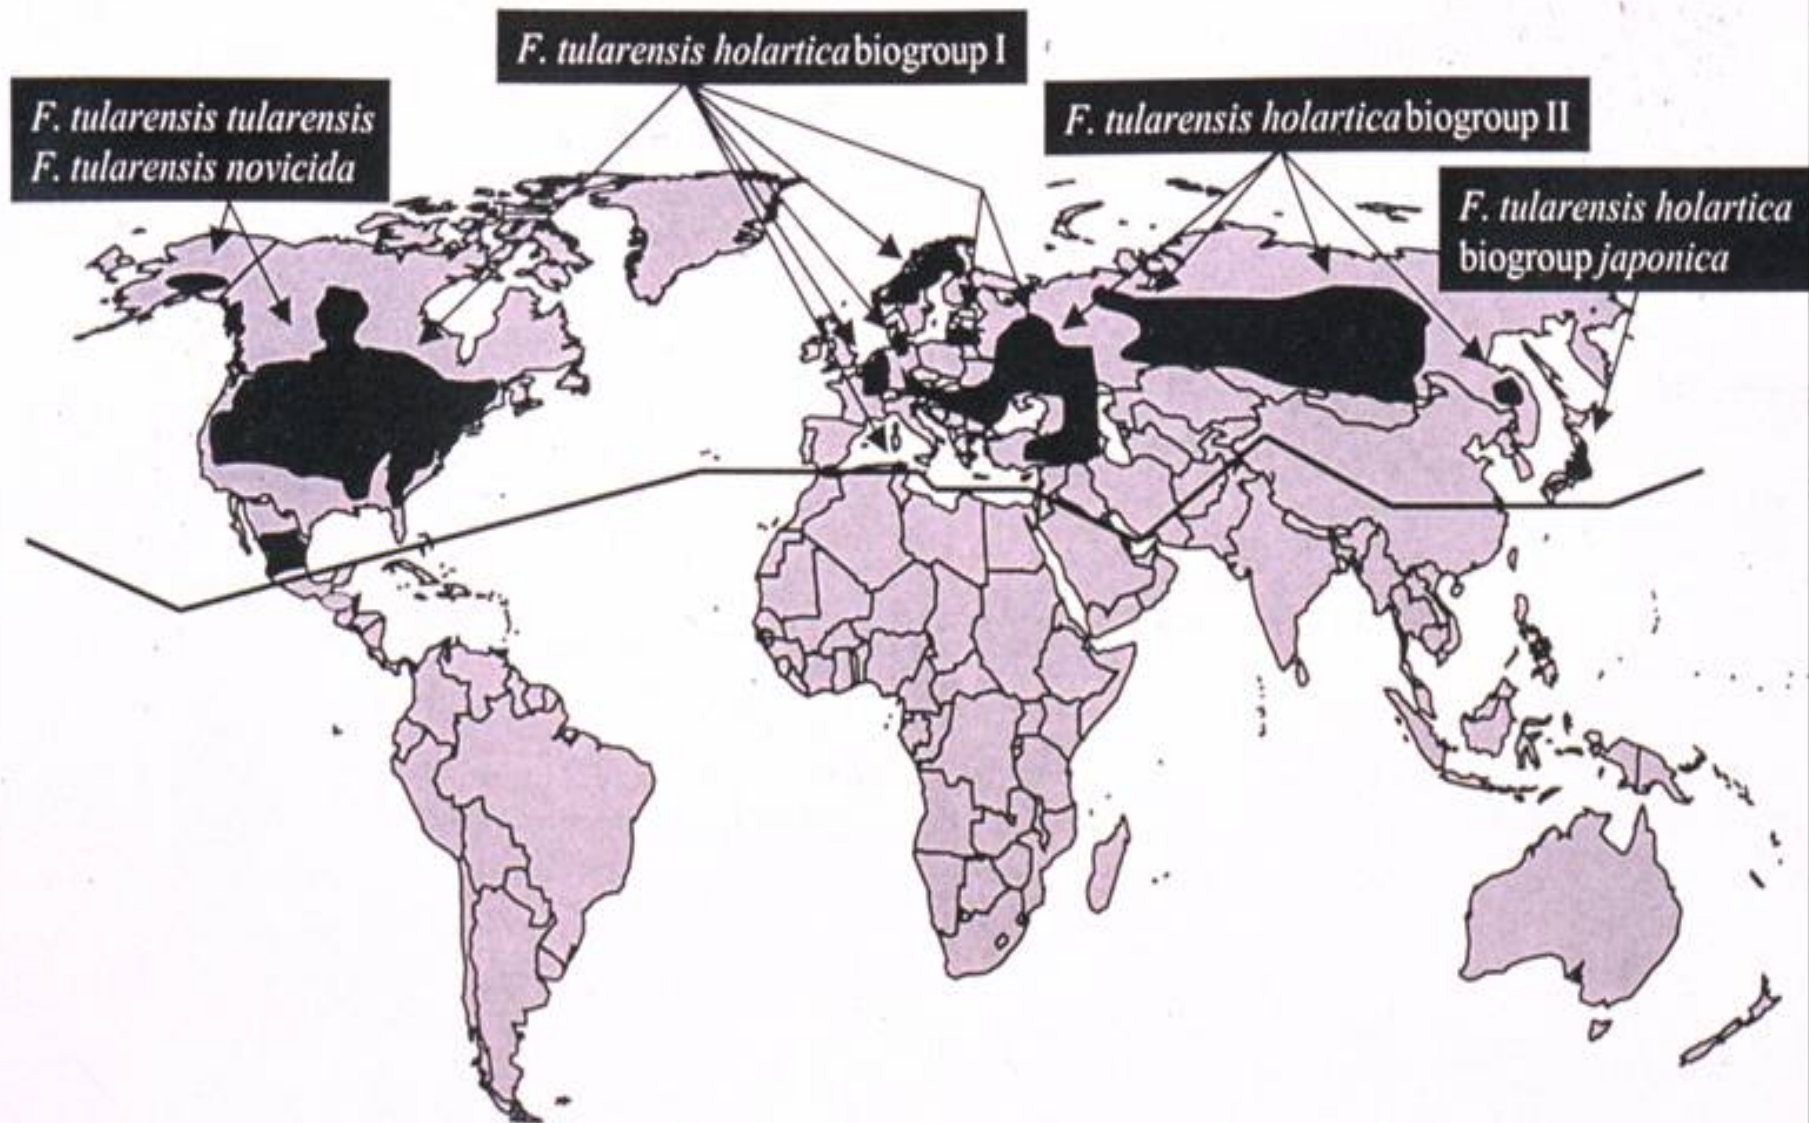 F. tularensis holartica biogroup I
F. tularensis tularensis
F. tularensis novicida
F. tularensis holartica biogroup II
F. tularensis holartica
biogroup japonica